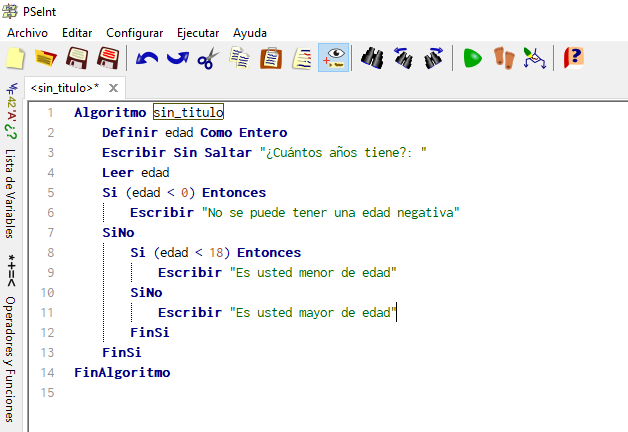 PSeInt
Archivo Editar Configurar Ejecutar Ayuda
<sin_titulo>*
1 Algoritmo sin_titulo
2 Definir edad Como Entero
3 Escribir Sin Saltar "¿Cuántos años tiene?: "
4 Leer edad
5 Si (edad < 0) Entonces
6 Escribir "No se puede tener una edad negativa"
7 SiNo
8 Si (edad < 18) Entonces
9 Escribir "Es usted menor de edad"
10 SiNo
11 Escribir "Es usted mayor de edad"
12 FinSi
13 FinSi
14 FinAlgoritmo
15
42 'A' ¿?
Lista de Variables
*+=<
Operadores y Funciones